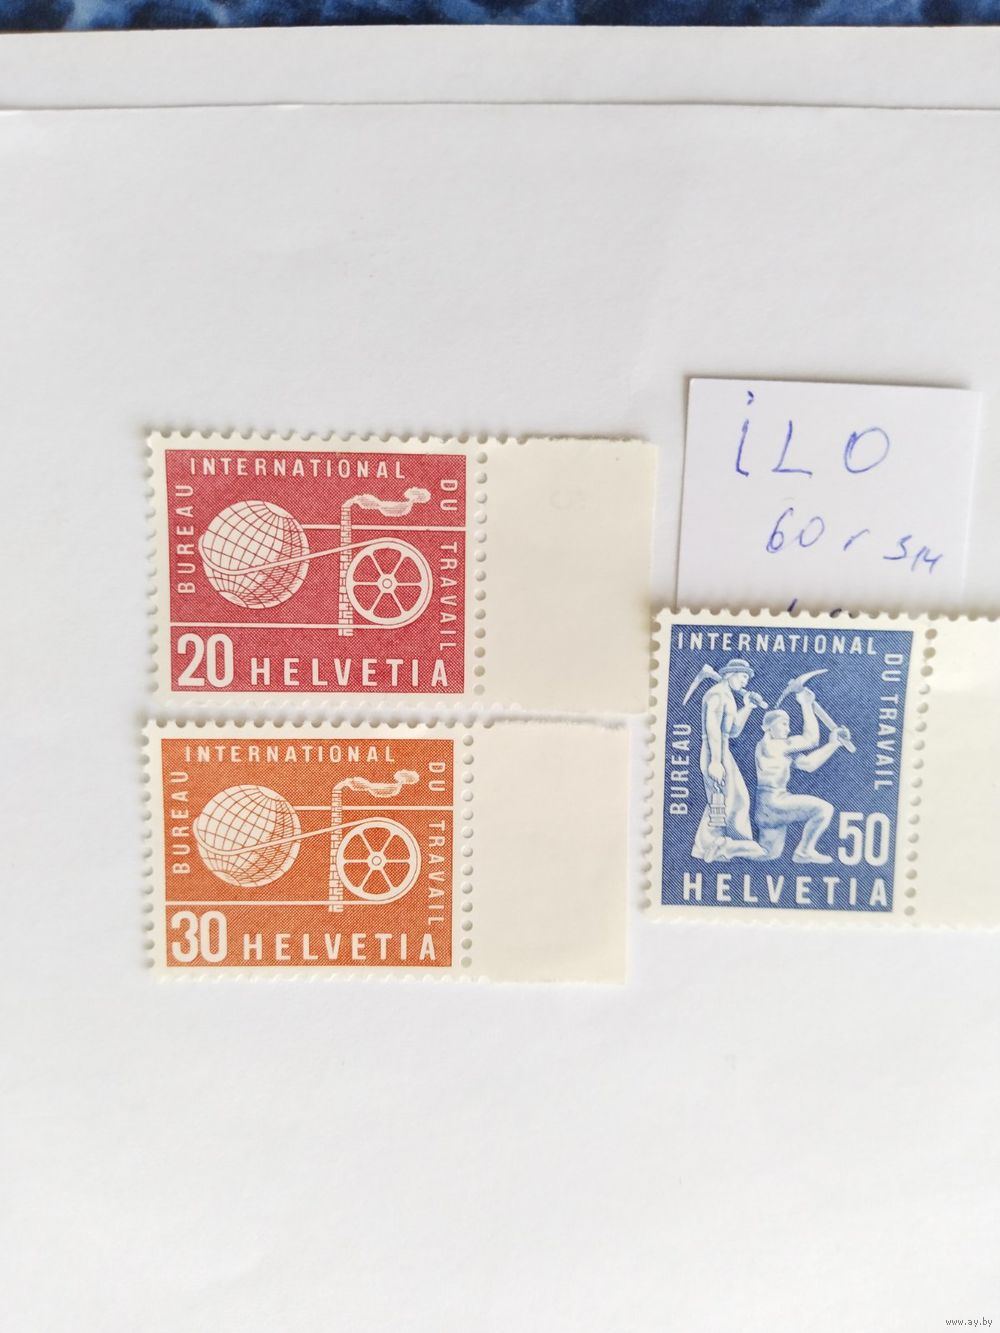 iLO
60 г
BUREAU INTERNATIONAL DU TRAVAIL
20 HELVETIA
BUREAU INTERNATIONAL DU TRAVAIL
50
HELVETIA
BUREAU INTERNATIONAL DU TRAVAIL
30 HELVETIA
www.ay.by